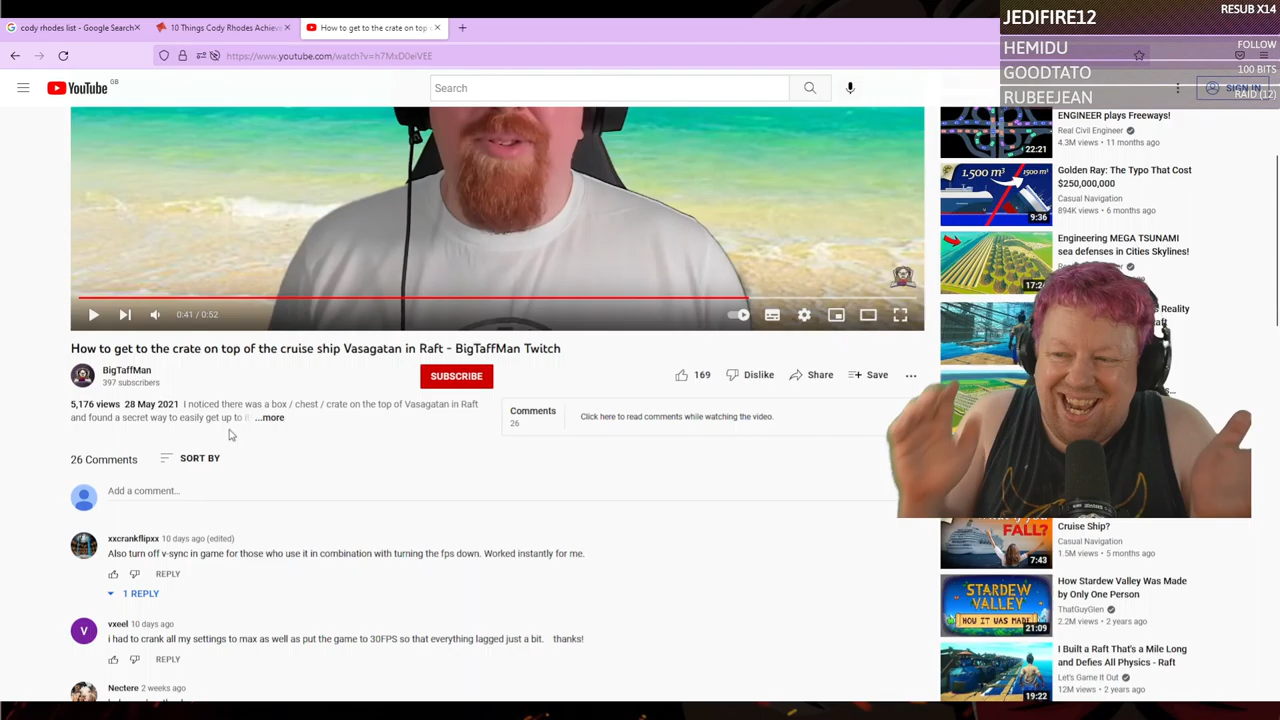 cody rhodes list - Google Search
10 Things Cody Rhodes Achieve
How to get to the crate on top
https://www.youtube.com/watch?v=h7MxD0eiVEE
YouTube GB
Search
SIGN IN
JEDIFIRE12 RESUB X14
HEMIDU FOLLOW
GOODTATO 100 BITS
RUBEEJEAN RAID (12)
0:41 / 0:52
How to get to the crate on top of the cruise ship Vasagatan in Raft - BigTaffMan Twitch
BigTaffMan
397 subscribers
SUBSCRIBE
169
Dislike
Share
Save
5,176 views 28 May 2021 I noticed there was a box / chest / crate on the top of Vasagatan in Raft
and found a secret way to easily get up to it ...more
Comments
26
Click here to read comments while watching the video.
26 Comments
SORT BY
Add a comment...
xxcrankflipxx 10 days ago (edited)
Also turn off v-sync in game for those who use it in combination with turning the fps down. Worked instantly for me.
REPLY
1 REPLY
V
vxeel 10 days ago
i had to crank all my settings to max as well as put the game to 30FPS so that everything lagged just a bit. thanks!
REPLY
Nectere 2 weeks ago
ENGINEER plays Freeways!
Real Civil Engineer
4.3M views • 11 months ago
22:21
Golden Ray: The Typo That Cost
$250,000,000
Casual Navigation
894K views • 6 months ago
1.500 m³
1500 m³
9:36
Engineering MEGA TSUNAMI
sea defenses in Cities Skylines!
17:2
Reality
FALL?
7:43
Cruise Ship?
Casual Navigation
1.5M views • 5 months ago
STARDEW
VALLEY
HOW IT WAS MADE
21:09
How Stardew Valley Was Made
by Only One Person
ThatGuyGlen
2.2M views • 2 years ago
I Built a Raft That's a Mile Long
and Defies All Physics - Raft
Let's Game It Out
12M views • 2 years ago
19:22